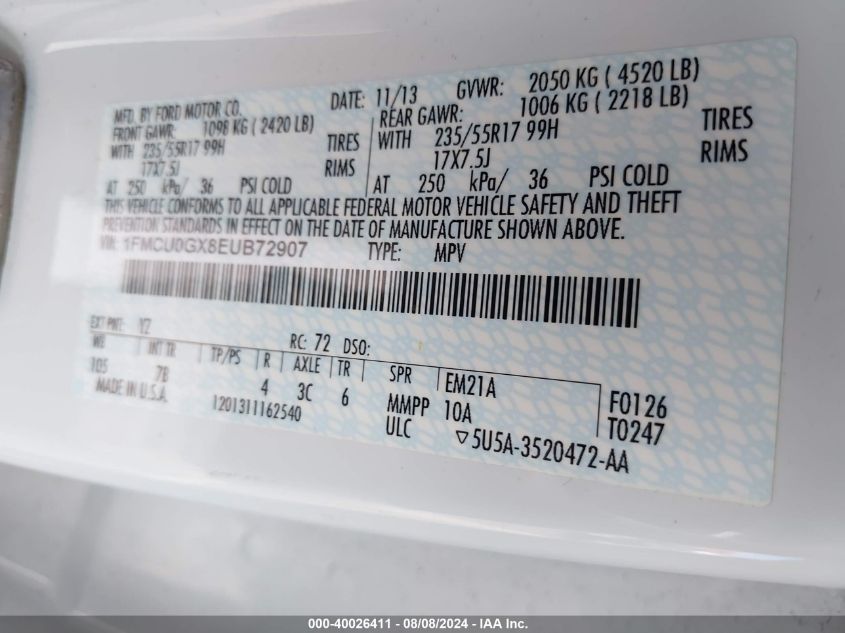 MFD. BY FORD MOTOR CO. DATE: 11/13 GVWR: 2050 KG ( 4520 LB)
FRONT GAWR: 1098 KG ( 2420 LB) REAR GAWR: 1006 KG ( 2218 LB)
WITH 235/55R17 99H TIRES WITH 235/55R17 99H TIRES
17X7.5J RIMS 17X7.5J RIMS
AT 250 kPa/ 36 PSI COLD AT 250 kPa/ 36 PSI COLD
THIS VEHICLE CONFORMS TO ALL APPLICABLE FEDERAL MOTOR VEHICLE SAFETY AND THEFT
PREVENTION STANDARDS IN EFFECT ON THE DATE OF MANUFACTURE SHOWN ABOVE.
VIN: 1FMCU0GX8EUB72907 TYPE: MPV
EXT PNT: YZ RC: 72 DSO:
WB INT TR TP/PS R AXLE TR SPR EM21A F0126
105 7B 4 3C 6 MMPP 10A T0247
MADE IN U.S.A. 1201311162540 ULC ▽5U5A-3520472-AA
000-40026411 - 08/08/2024 - IAA Inc.